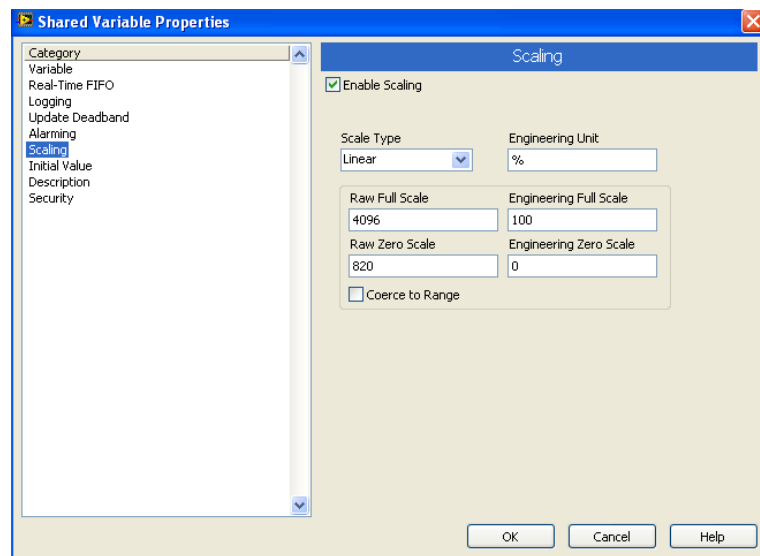 Shared Variable Properties
Category
Variable
Real-Time FIFO
Logging
Update Deadband
Alarming
Scaling
Initial Value
Description
Security
Scaling
Enable Scaling
Scale Type
Engineering Unit
Linear
%
Raw Full Scale
Engineering Full Scale
4096
100
Raw Zero Scale
Engineering Zero Scale
820
0
Coerce to Range
OK
Cancel
Help